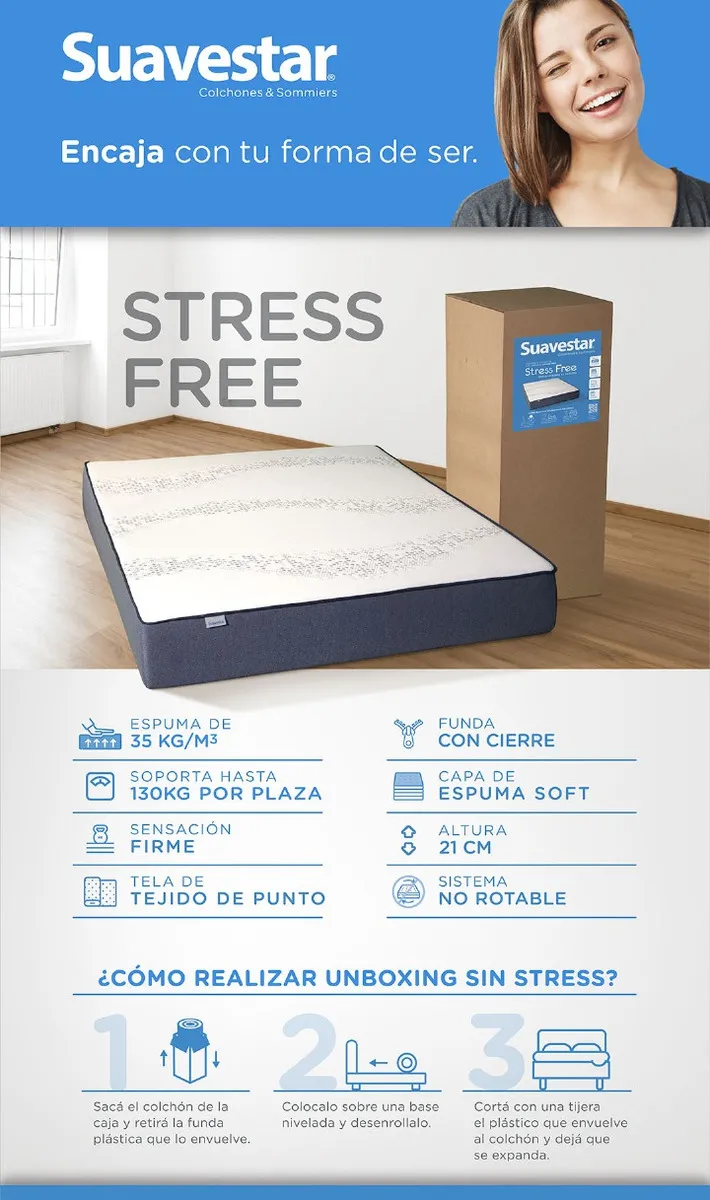 Suavestar®
Colchones & Sommiers
Encaja con tu forma de ser.
STRESS
FREE
Suavestar
Stress Free
ESPUMA DE
35 KG/M³
SOPORTA HASTA
130KG POR PLAZA
SENSACIÓN
FIRME
TELA DE
TEJIDO DE PUNTO
FUNDA
CON CIERRE
CAPA DE
ESPUMA SOFT
ALTURA
21 CM
SISTEMA
NO ROTABLE
¿CÓMO REALIZAR UNBOXING SIN STRESS?
1
Sacá el colchón de la
caja y retirá la funda
plástica que lo envuelve.
2
Colocalo sobre una base
nivelada y desenrollalo.
3
Cortá con una tijera
el plástico que envuelve
al colchón y dejá que
se expanda.